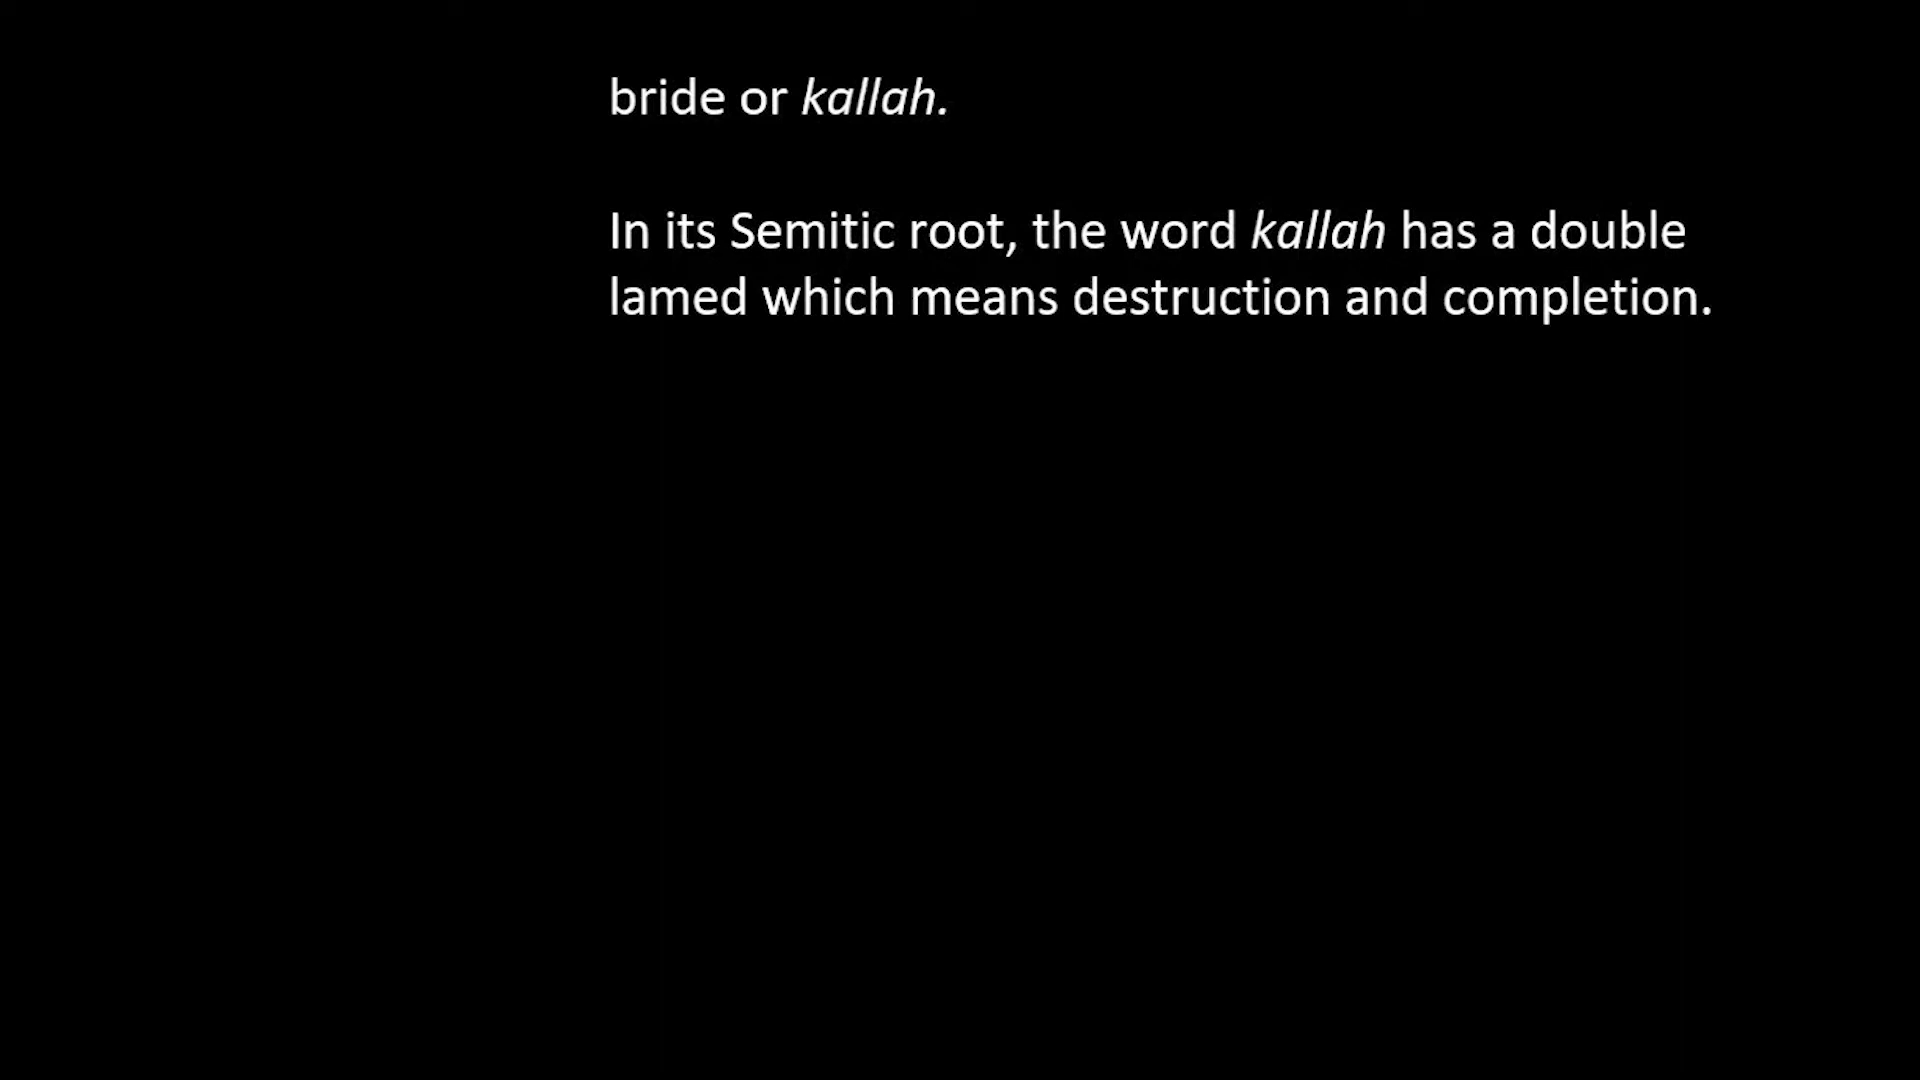 bride or kallah.
In its Semitic root, the word kallah has a double
lamed which means destruction and completion.